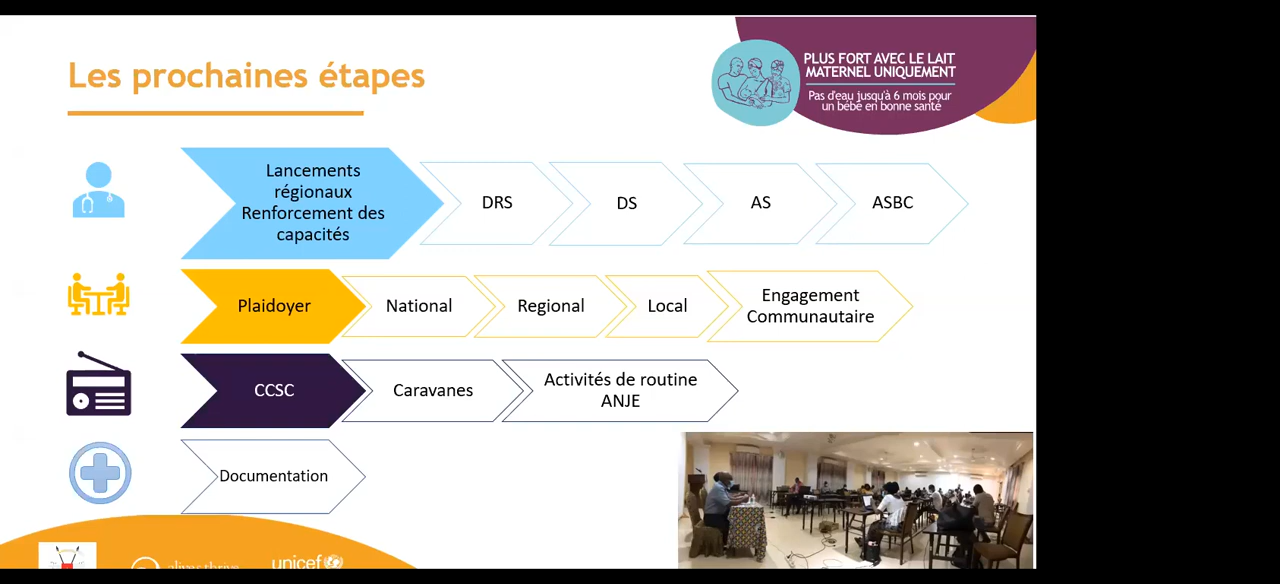 Les prochaines étapes
PLUS FORT AVEC LE LAIT
MATERNEL UNIQUEMENT
Pas d'eau jusqu'à 6 mois pour
un bébé en bonne santé
Lancements
régionaux
Renforcement des
capacités
DRS
DS
AS
ASBC
Plaidoyer
National
Regional
Local
Engagement
Communautaire
CCSC
Caravanes
Activités de routine
ANJE
Documentation
alive&thrive
unicef